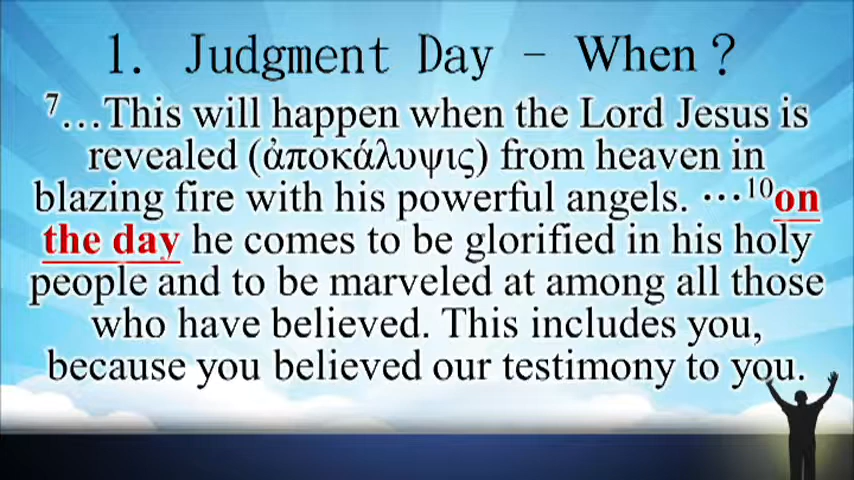 1. Judgment Day - When?
⁷…This will happen when the Lord Jesus is
revealed (ἀποκάλυψις) from heaven in
blazing fire with his powerful angels. …¹⁰on
the day he comes to be glorified in his holy
people and to be marveled at among all those
who have believed. This includes you,
because you believed our testimony to you.